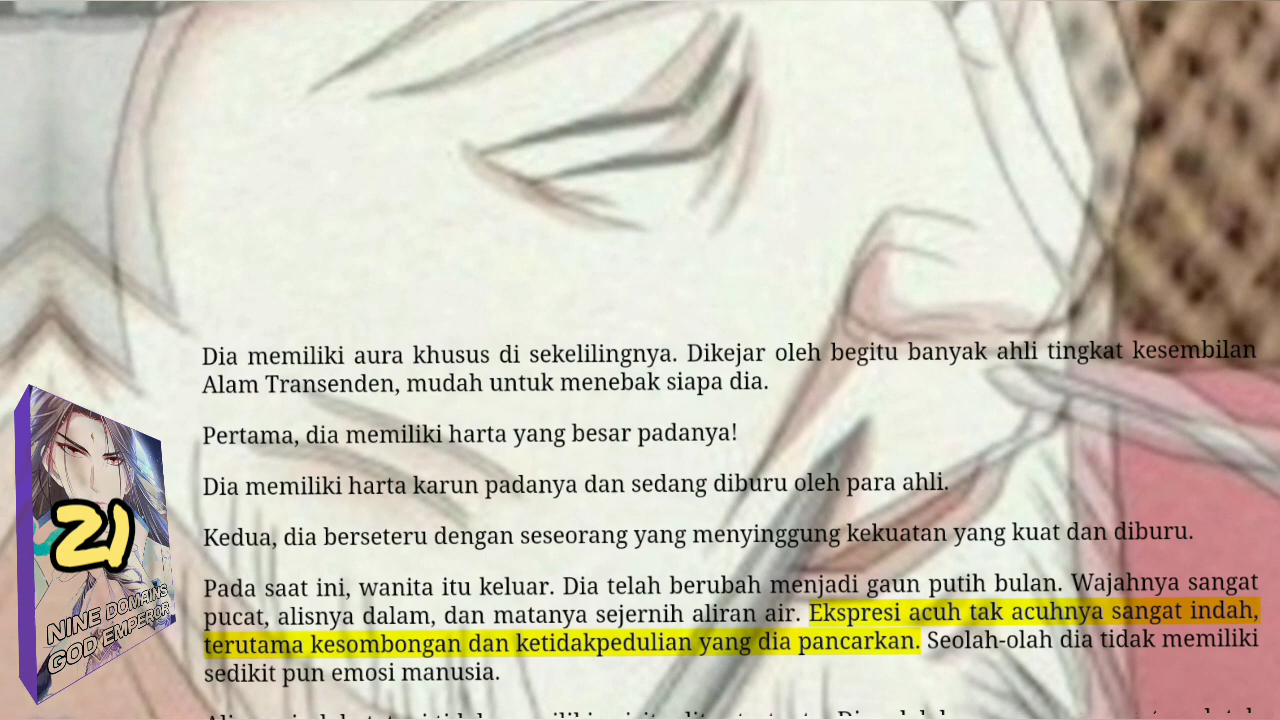 Dia memiliki aura khusus di sekelilingnya. Dikejar oleh begitu banyak ahli tingkat kesembilan
Alam Transenden, mudah untuk menebak siapa dia.
Pertama, dia memiliki harta yang besar padanya!
Dia memiliki harta karun padanya dan sedang diburu oleh para ahli.
Kedua, dia berseteru dengan seseorang yang menyinggung kekuatan yang kuat dan diburu.
Pada saat ini, wanita itu keluar. Dia telah berubah menjadi gaun putih bulan. Wajahnya sangat
pucat, alisnya dalam, dan matanya sejernih aliran air. Ekspresi acuh tak acuhnya sangat indah,
terutama kesombongan dan ketidakpedulian yang dia pancarkan. Seolah-olah dia tidak memiliki
sedikit pun emosi manusia.
21
NINE DOMAINS
GOD EMPEROR